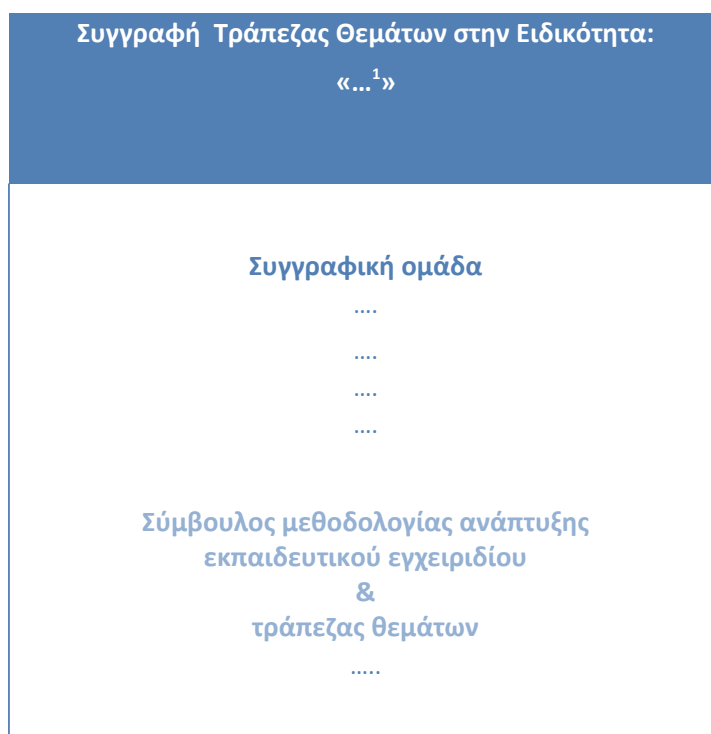 Συγγραφή Τράπεζας Θεμάτων στην Ειδικότητα:
«…¹»
Συγγραφική ομάδα
….
….
….
….
Σύμβουλος μεθοδολογίας ανάπτυξης
εκπαιδευτικού εγχειριδίου
&
τράπεζας θεμάτων
…..